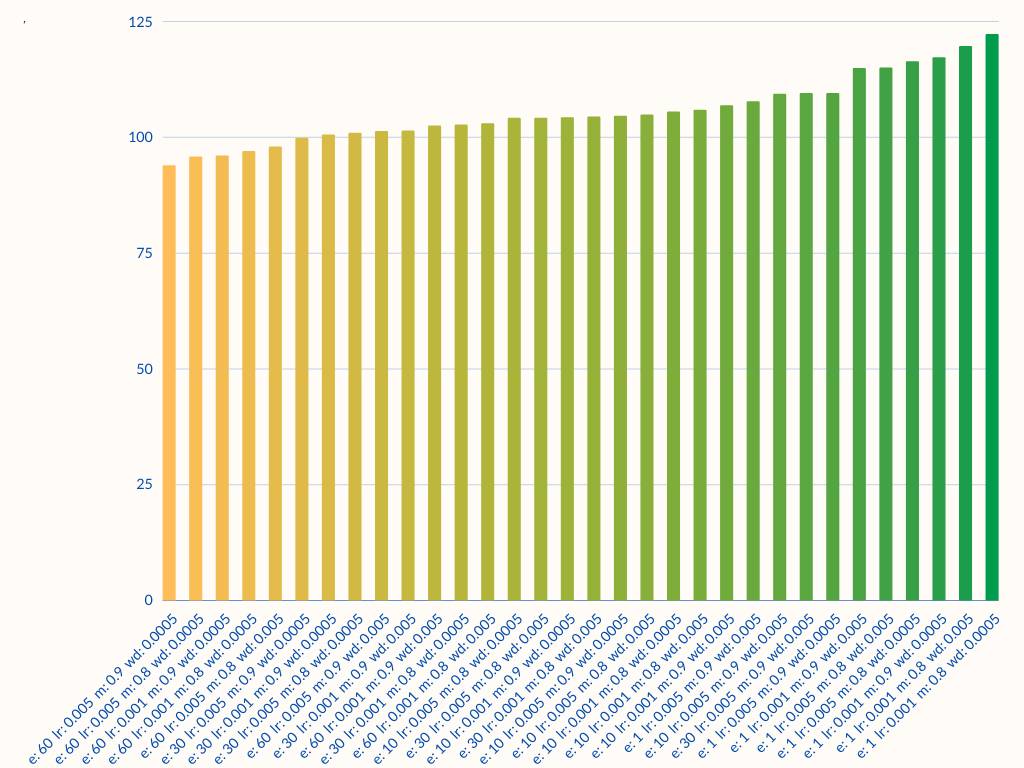 ,
125
100
75
50
25
0
e: 60 lr: 0.005 m: 0.9 wd: 0.0005
e: 60 lr: 0.005 m: 0.8 wd: 0.0005
e: 60 lr: 0.001 m: 0.9 wd: 0.0005
e: 60 lr: 0.001 m: 0.8 wd: 0.0005
e: 60 lr: 0.005 m: 0.8 wd: 0.005
e: 30 lr: 0.005 m: 0.9 wd: 0.0005
e: 30 lr: 0.001 m: 0.9 wd: 0.0005
e: 30 lr: 0.005 m: 0.8 wd: 0.0005
e: 60 lr: 0.005 m: 0.9 wd: 0.005
e: 30 lr: 0.001 m: 0.9 wd: 0.005
e: 60 lr: 0.001 m: 0.9 wd: 0.005
e: 30 lr: 0.001 m: 0.8 wd: 0.0005
e: 60 lr: 0.001 m: 0.8 wd: 0.005
e: 10 lr: 0.005 m: 0.8 wd: 0.0005
e: 30 lr: 0.005 m: 0.8 wd: 0.005
e: 10 lr: 0.001 m: 0.9 wd: 0.0005
e: 30 lr: 0.001 m: 0.8 wd: 0.005
e: 10 lr: 0.005 m: 0.9 wd: 0.0005
e: 10 lr: 0.005 m: 0.8 wd: 0.005
e: 10 lr: 0.001 m: 0.8 wd: 0.0005
e: 10 lr: 0.001 m: 0.8 wd: 0.005
e: 10 lr: 0.001 m: 0.9 wd: 0.005
e: 1 lr: 0.005 m: 0.9 wd: 0.005
e: 10 lr: 0.005 m: 0.9 wd: 0.005
e: 30 lr: 0.005 m: 0.9 wd: 0.005
e: 1 lr: 0.005 m: 0.9 wd: 0.0005
e: 1 lr: 0.001 m: 0.9 wd: 0.005
e: 1 lr: 0.005 m: 0.8 wd: 0.005
e: 1 lr: 0.005 m: 0.8 wd: 0.0005
e: 1 lr: 0.001 m: 0.9 wd: 0.0005
e: 1 lr: 0.001 m: 0.8 wd: 0.005
e: 1 lr: 0.001 m: 0.8 wd: 0.0005